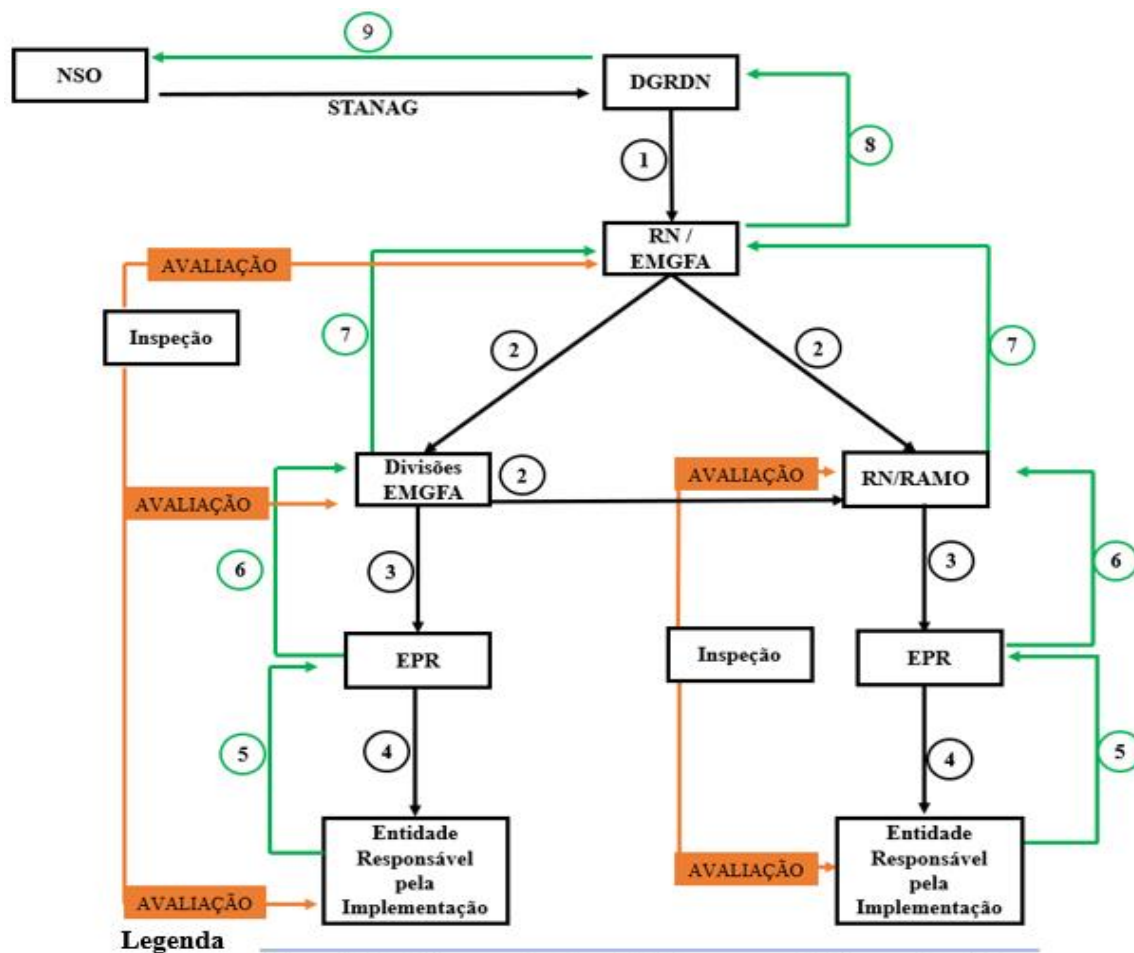 9
NSO
DGRDN
STANAG
1
8
RN /
EMGFA
AVALIAÇÃO
Inspeção
7
2
2
7
Divisões
EMGFA
2
AVALIAÇÃO
RN/RAMO
AVALIAÇÃO
6
3
3
6
EPR
Inspeção
EPR
5
4
4
5
Entidade
Responsável
pela
Implementação
Entidade
Responsável
pela
Implementação
AVALIAÇÃO
AVALIAÇÃO
Legenda